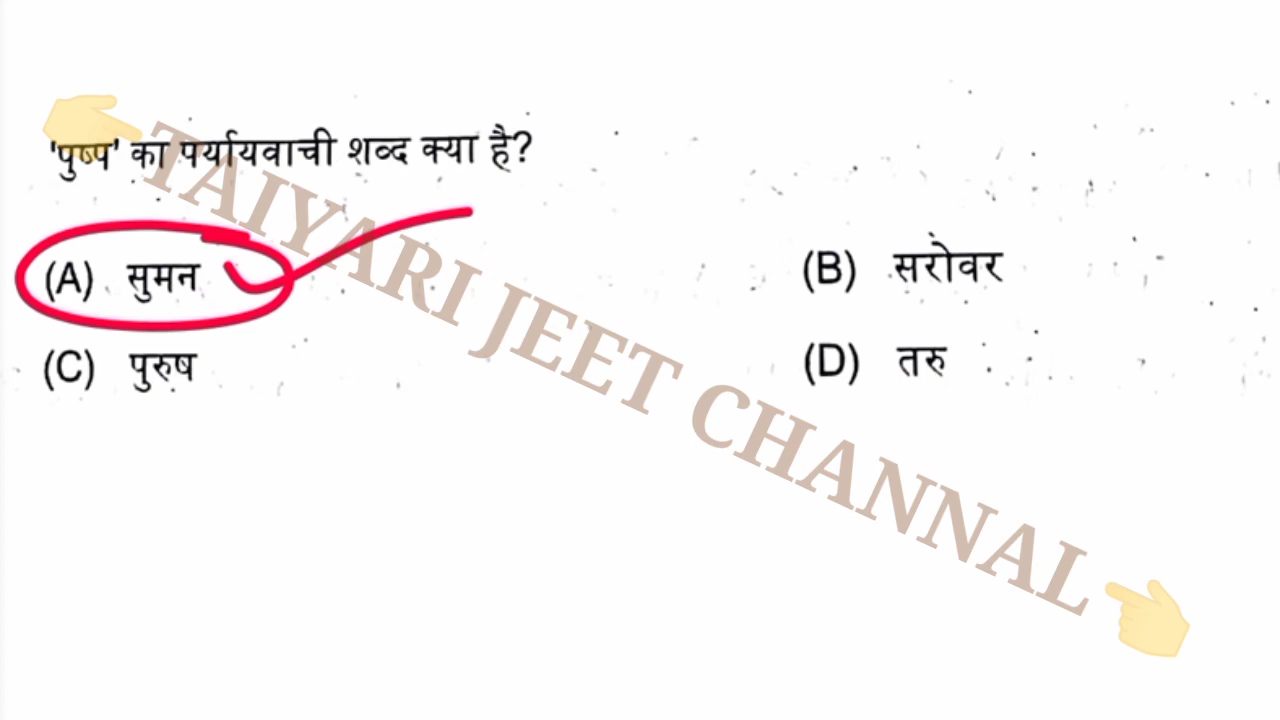 'पुष्प' का पर्यायवाची शब्द क्या है?
(A) सुमन
(B) सरोवर
(C) पुरुष
(D) तरु
TAIYARI JEET CHANNAL